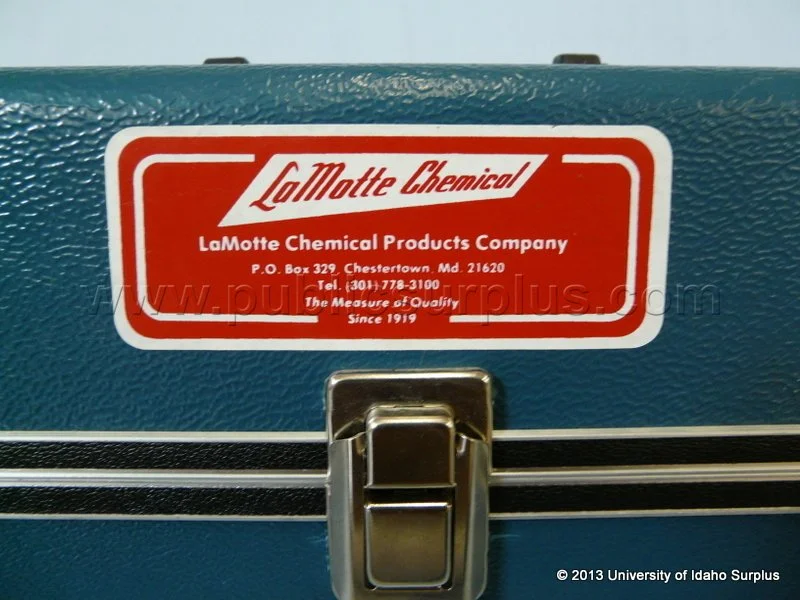 LaMotte Chemical
LaMotte Chemical Products Company
P.O. Box 329, Chestertown, Md. 21620
Tel. (301) 778-3100
www.publicsurplus.com
The Measure of Quality
Since 1919
© 2013 University of Idaho Surplus